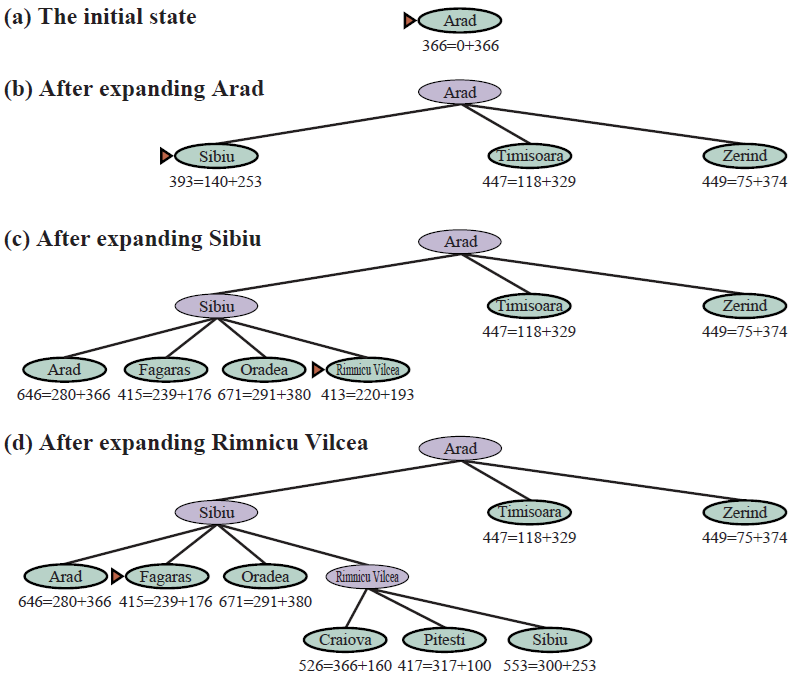 (a) The initial state
Arad
366=0+366
(b) After expanding Arad
Arad
Sibiu Timisoara Zerind
393=140+253 447=118+329 449=75+374
(c) After expanding Sibiu
Arad
Sibiu Timisoara Zerind
447=118+329 449=75+374
Arad Fagaras Oradea Rimnicu Vilcea
646=280+366 415=239+176 671=291+380 413=220+193
(d) After expanding Rimnicu Vilcea
Arad
Sibiu Timisoara Zerind
447=118+329 449=75+374
Arad Fagaras Oradea Rimnicu Vilcea
646=280+366 415=239+176 671=291+380
Craiova Pitesti Sibiu
526=366+160 417=317+100 553=300+253